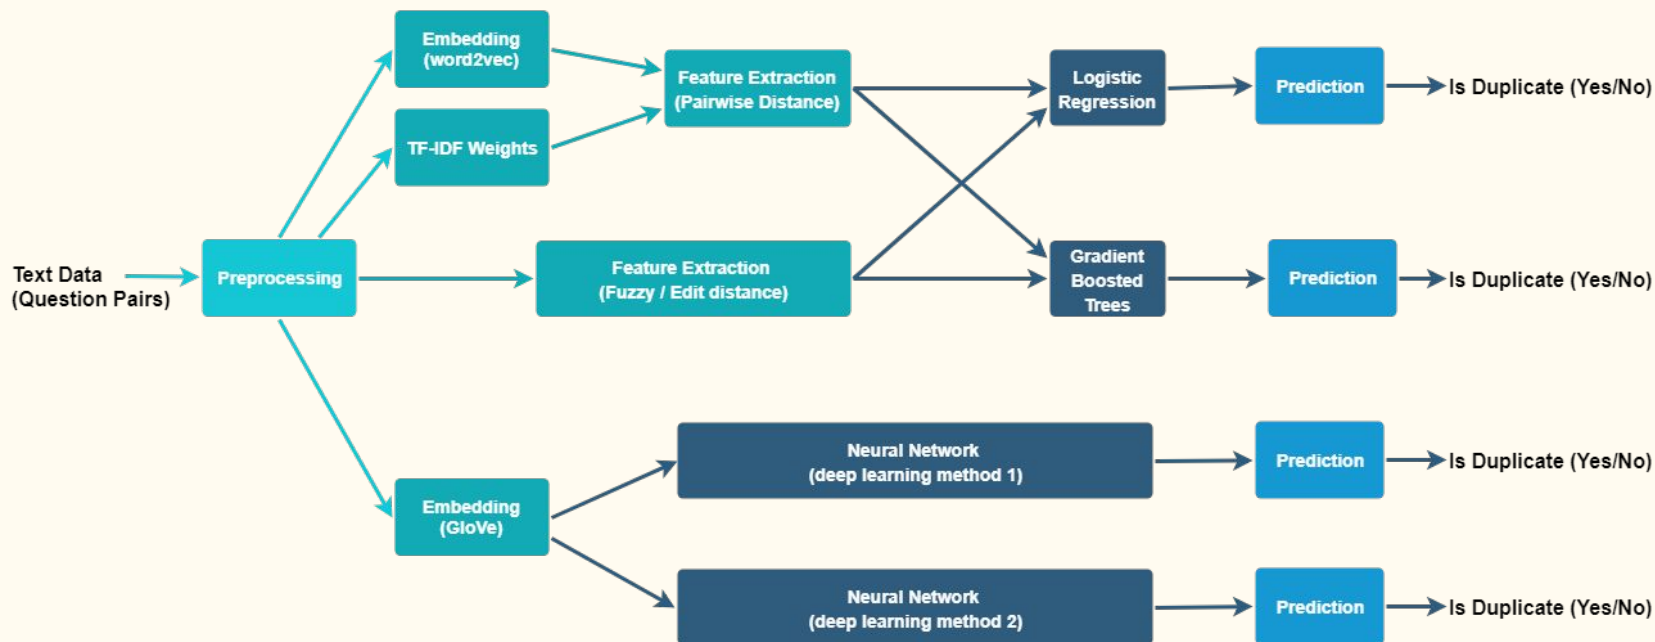 Embedding
(word2vec)
Feature Extraction
(Pairwise Distance)
Logistic
Regression
Prediction
Is Duplicate (Yes/No)
TF-IDF Weights
Text Data
(Question Pairs)
Preprocessing
Feature Extraction
(Fuzzy / Edit distance)
Gradient
Boosted
Trees
Prediction
Is Duplicate (Yes/No)
Embedding
(GloVe)
Neural Network
(deep learning method 1)
Prediction
Is Duplicate (Yes/No)
Neural Network
(deep learning method 2)
Prediction
Is Duplicate (Yes/No)